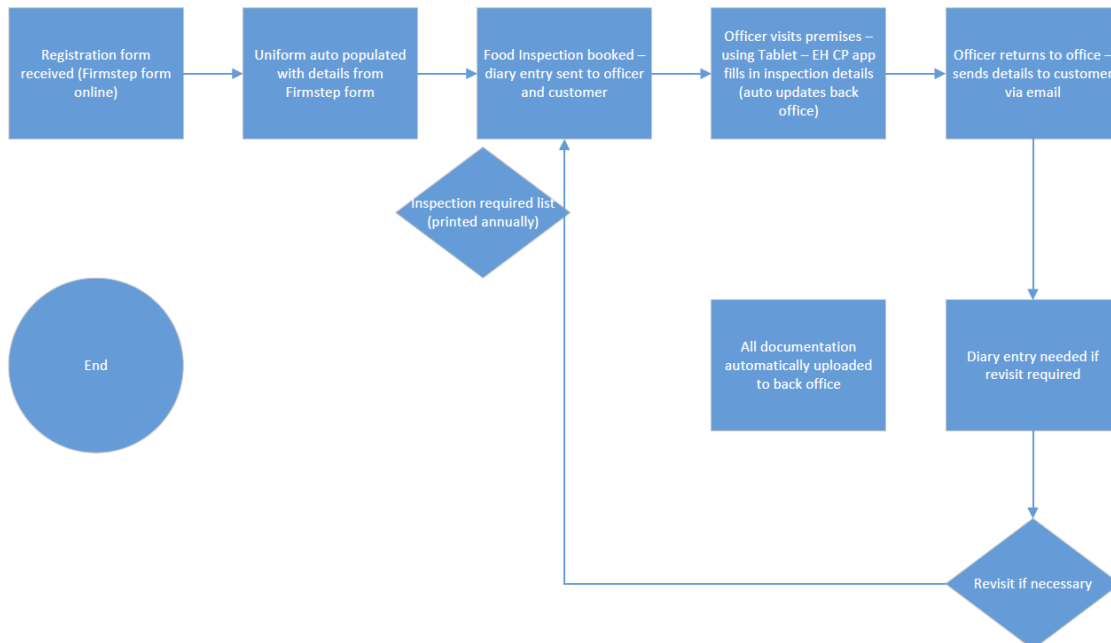 Registration form
received (Firmstep form
online)
Uniform auto populated
with details from
Firmstep form
Food Inspection booked –
diary entry sent to officer
and customer
Officer visits premises –
using Tablet – EH CP app
fills in inspection details
(auto updates back
office)
Officer returns to office –
sends details to customer
via email
Inspection required list
(printed annually)
End
All documentation
automatically uploaded
to back office
Diary entry needed if
revisit required
Revisit if necessary